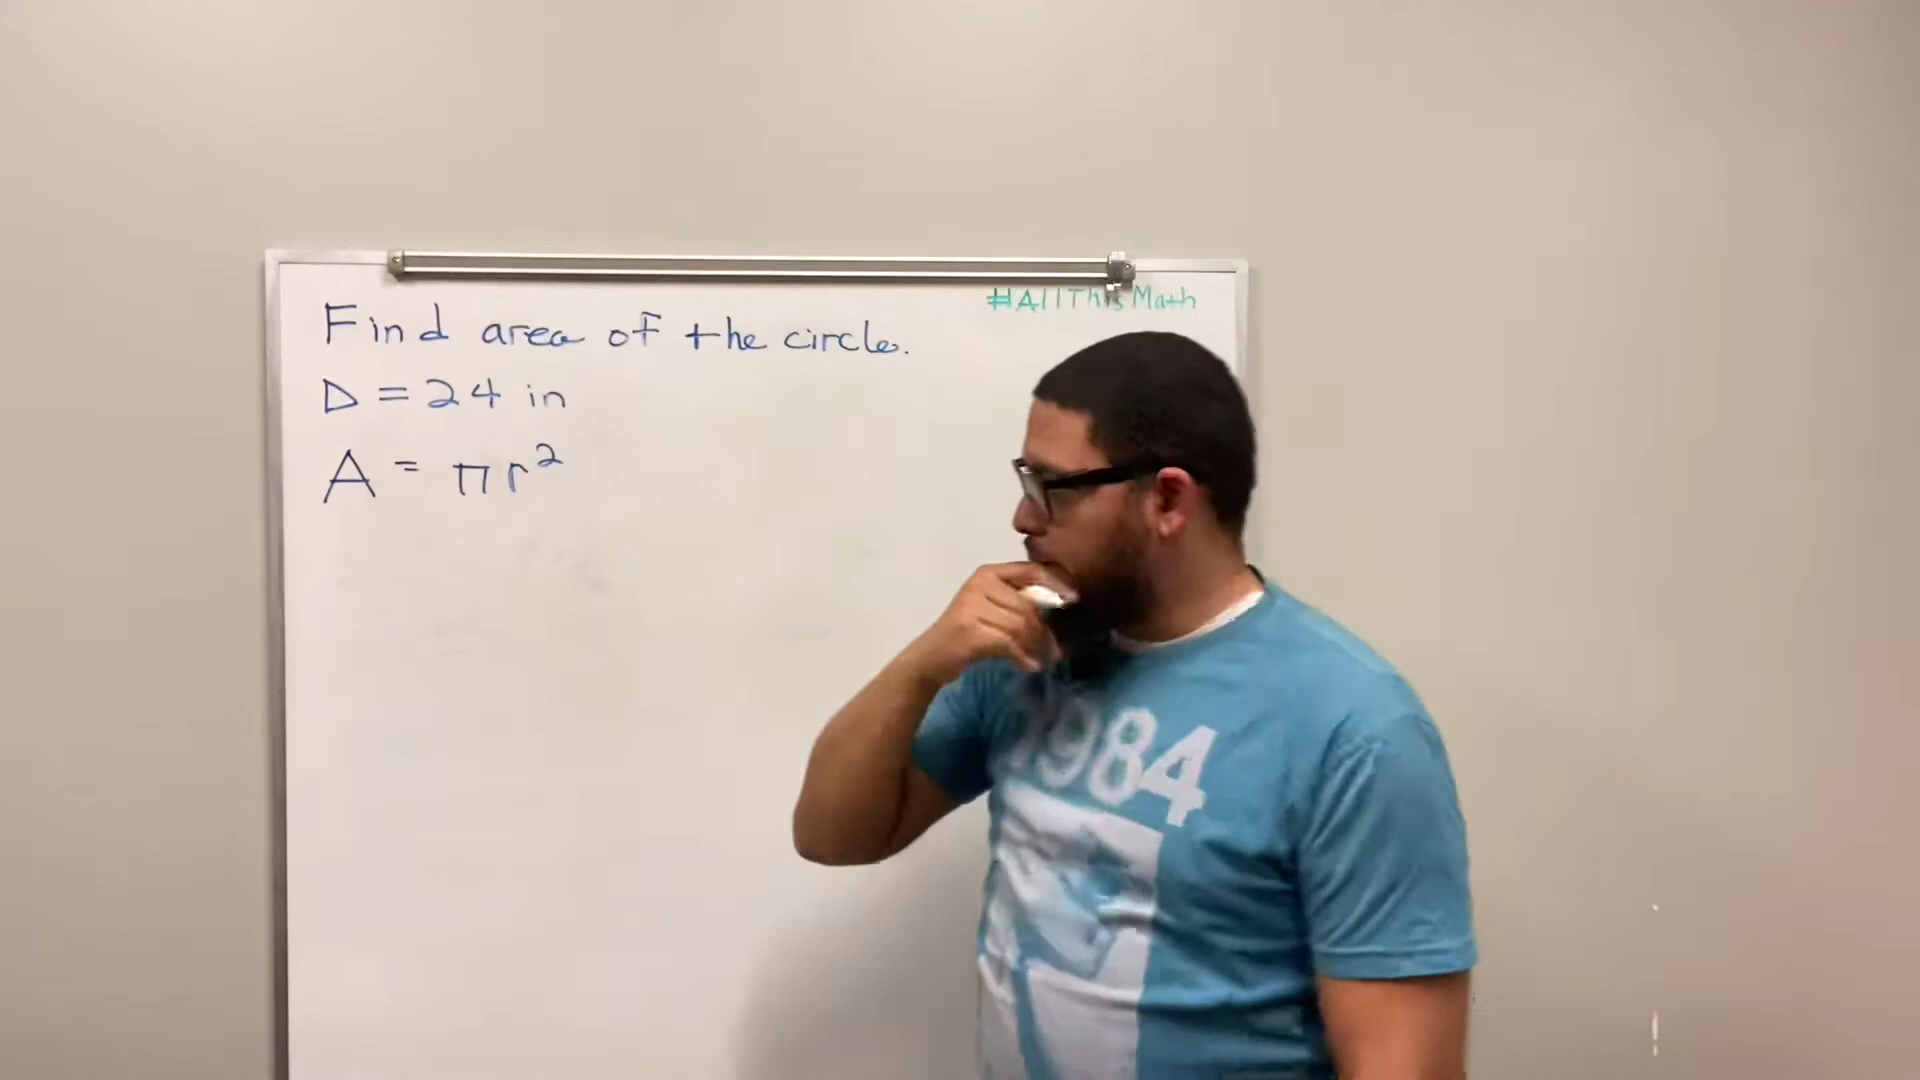 #AllThisMath
Find area of the circle.
D = 24 in
A = πr²
1984